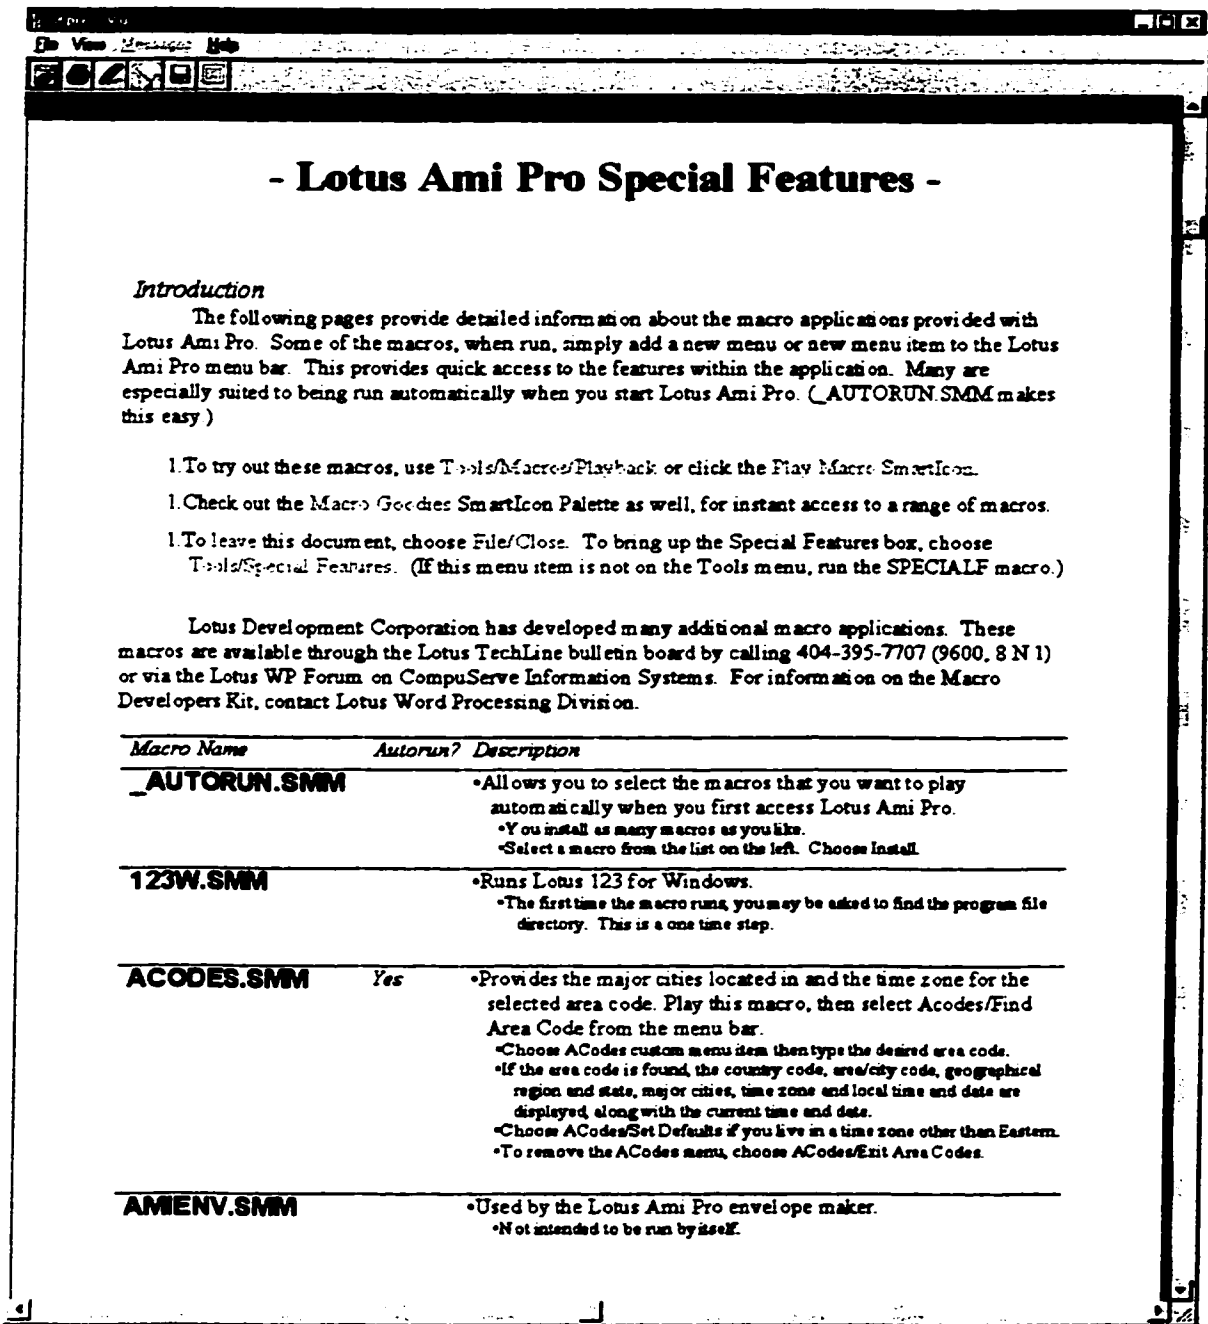 File View Messages Help
- Lotus Ami Pro Special Features -
Introduction
The following pages provide detailed information about the macro applications provided with
Lotus Ami Pro. Some of the macros, when run, simply add a new menu or new menu item to the Lotus
Ami Pro menu bar. This provides quick access to the features within the application. Many are
especially suited to being run automatically when you start Lotus Ami Pro. (_AUTORUN.SMM makes
this easy.)
1.To try out these macros, use Tools/Macros/Playback or click the Play Macro SmartIcon.
1.Check out the Macro Goodies SmartIcon Palette as well, for instant access to a range of macros.
1.To leave this document, choose File/Close. To bring up the Special Features box, choose
Tools/Special Features. (If this menu item is not on the Tools menu, run the SPECIALF macro.)
Lotus Development Corporation has developed many additional macro applications. These
macros are available through the Lotus TechLine bulletin board by calling 404-395-7707 (9600, 8 N 1)
or via the Lotus WP Forum on CompuServe Information Systems. For information on the Macro
Developers Kit, contact Lotus Word Processing Division.
Macro Name Autorun? Description
_AUTORUN.SMM •Allows you to select the macros that you want to play
automatically when you first access Lotus Ami Pro.
•You install as many macros as you like.
•Select a macro from the list on the left. Choose Install.
123W.SMM •Runs Lotus 123 for Windows.
•The first time the macro runs, you may be asked to find the program file
directory. This is a one time step.
ACODES.SMM Yes •Provides the major cities located in and the time zone for the
selected area code. Play this macro, then select Acodes/Find
Area Code from the menu bar.
•Choose ACodes custom menu item then type the desired area code.
•If the area code is found, the country code, area/city code, geographical
region and state, major cities, time zone and local time and date are
displayed, along with the current time and date.
•Choose ACodes/Set Defaults if you live in a time zone other than Eastern.
•To remove the ACodes menu, choose ACodes/Exit Area Codes.
AMIENV.SMM •Used by the Lotus Ami Pro envelope maker.
•Not intended to be run by itself.